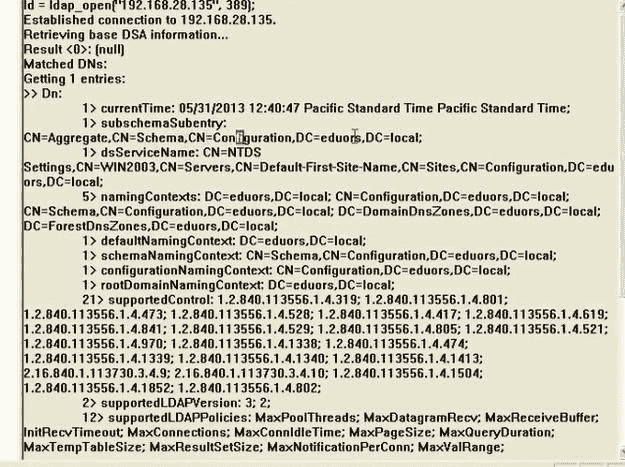 ld = ldap_open("192.168.28.135", 389);
Established connection to 192.168.28.135.
Retrieving base DSA information...
Result <0>: (null)
Matched DNs:
Getting 1 entries:
>> Dn:
1> currentTime: 05/31/2013 12:40:47 Pacific Standard Time Pacific Standard Time;
1> subschemaSubentry:
CN=Aggregate,CN=Schema,CN=Configuration,DC=eduors,DC=local;
1> dsServiceName: CN=NTDS
Settings,CN=WIN2003,CN=Servers,CN=Default-First-Site-Name,CN=Sites,CN=Configuration,DC=edu
ors,DC=local;
5> namingContexts: DC=eduors,DC=local; CN=Configuration,DC=eduors,DC=local;
CN=Schema,CN=Configuration,DC=eduors,DC=local; DC=DomainDnsZones,DC=eduors,DC=local;
DC=ForestDnsZones,DC=eduors,DC=local;
1> defaultNamingContext: DC=eduors,DC=local;
1> schemaNamingContext: CN=Schema,CN=Configuration,DC=eduors,DC=local;
1> configurationNamingContext: CN=Configuration,DC=eduors,DC=local;
1> rootDomainNamingContext: DC=eduors,DC=local;
21> supportedControl: 1.2.840.113556.1.4.319; 1.2.840.113556.1.4.801;
1.2.840.113556.1.4.473; 1.2.840.113556.1.4.528; 1.2.840.113556.1.4.417; 1.2.840.113556.1.4.619;
1.2.840.113556.1.4.841; 1.2.840.113556.1.4.529; 1.2.840.113556.1.4.805; 1.2.840.113556.1.4.521;
1.2.840.113556.1.4.970; 1.2.840.113556.1.4.1338; 1.2.840.113556.1.4.474;
1.2.840.113556.1.4.1339; 1.2.840.113556.1.4.1340; 1.2.840.113556.1.4.1413;
2.16.840.1.113730.3.4.9; 2.16.840.1.113730.3.4.10; 1.2.840.113556.1.4.1504;
1.2.840.113556.1.4.1852; 1.2.840.113556.1.4.802;
2> supportedLDAPVersion: 3; 2;
12> supportedLDAPPolicies: MaxPoolThreads; MaxDatagramRecv; MaxReceiveBuffer;
InitRecvTimeout; MaxConnections; MaxConnIdleTime; MaxPageSize; MaxQueryDuration;
MaxTempTableSize; MaxResultSetSize; MaxNotificationPerConn; MaxValRange;